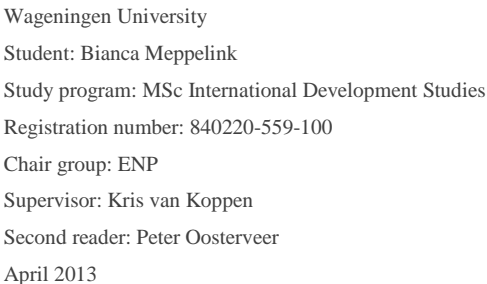 Wageningen University
Student: Bianca Meppelink
Study program: MSc International Development Studies
Registration number: 840220-559-100
Chair group: ENP
Supervisor: Kris van Koppen
Second reader: Peter Oosterveer
April 2013